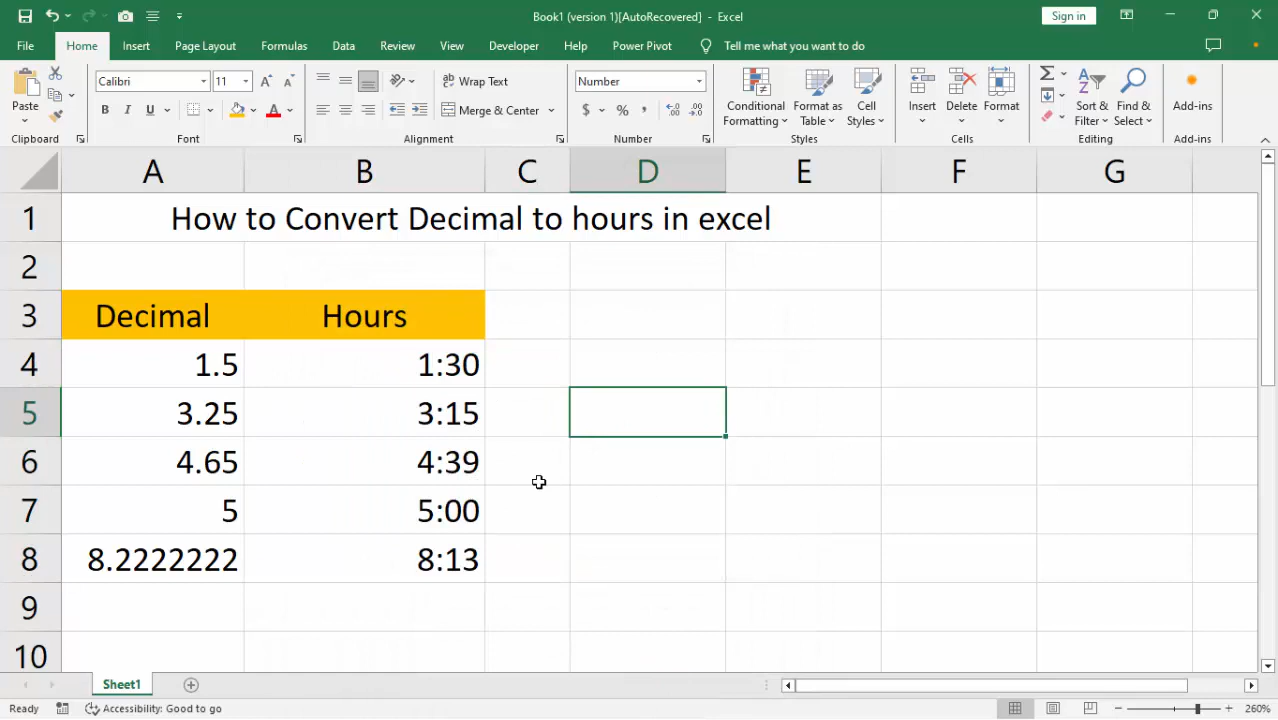 Book1 (version 1)[AutoRecovered] - Excel
Sign in
File Home Insert Page Layout Formulas Data Review View Developer Help Power Pivot Tell me what you want to do
Paste
Calibri 11
B I U A
Wrap Text
Merge & Center
Number
$ % ,
Conditional Formatting
Format as Table
Cell Styles
Insert
Delete
Format
Sort & Filter
Find & Select
Add-ins
Clipboard Font Alignment Number Styles Cells Editing Add-ins
A B C D E F G
1 How to Convert Decimal to hours in excel
2
3 Decimal Hours
4 1.5 1:30
5 3.25 3:15
6 4.65 4:39
7 5 5:00
8 8.2222222 8:13
9
10
Sheet1
Ready Accessibility: Good to go 260%